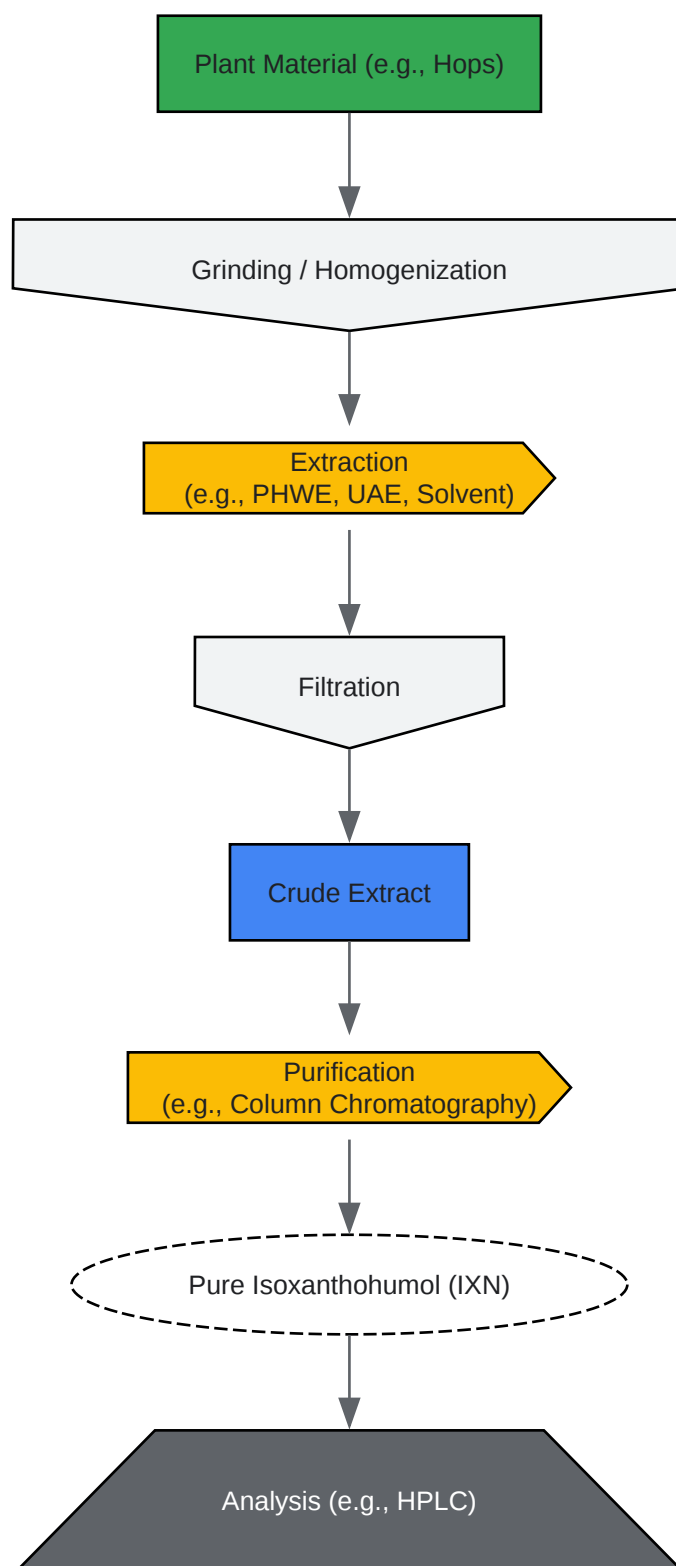 Plant Material (e.g., Hops)
Grinding / Homogenization
Extraction
(e.g., PHWE, UAE, Solvent)
Filtration
Crude Extract
Purification
(e.g., Column Chromatography)
Pure Isoxanthohumol (IXN)
Analysis (e.g., HPLC)